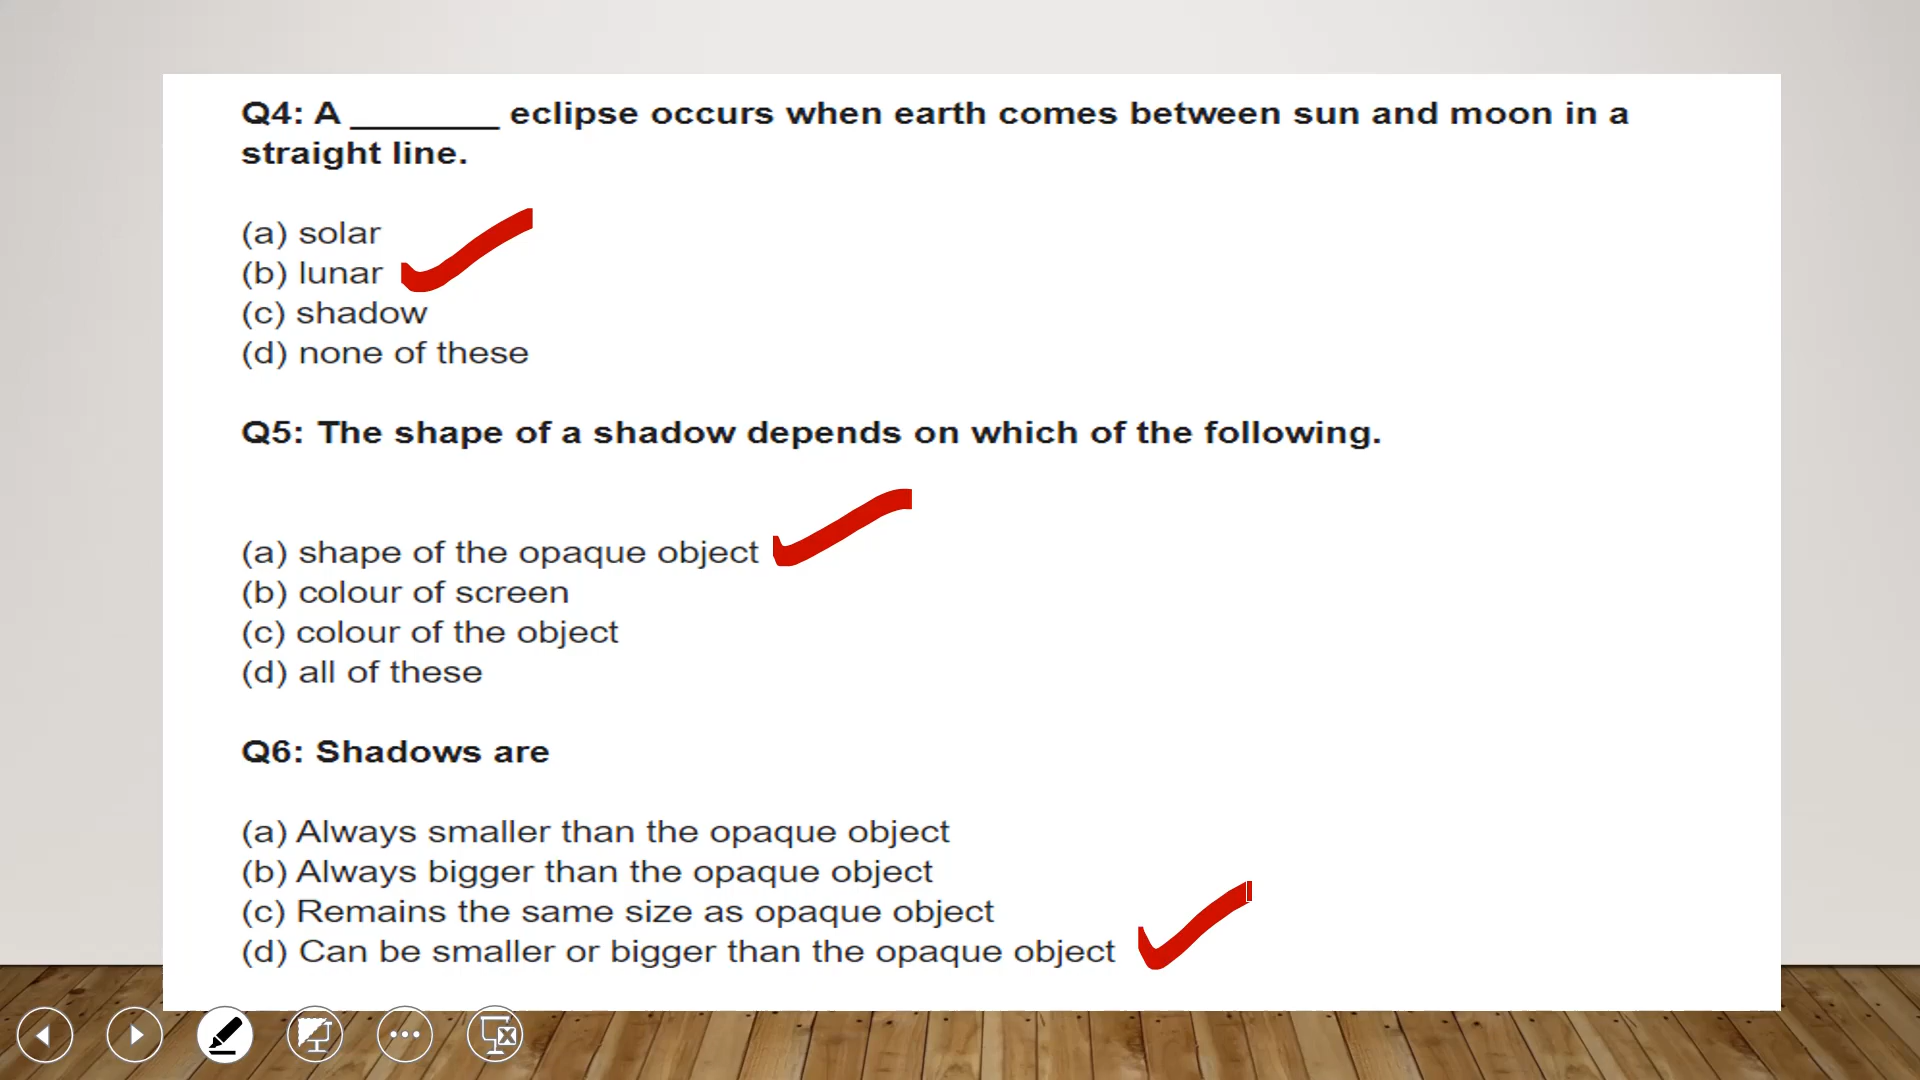 Q4: A ________ eclipse occurs when earth comes between sun and moon in a
straight line.
(a) solar
(b) lunar
(c) shadow
(d) none of these
Q5: The shape of a shadow depends on which of the following.
(a) shape of the opaque object
(b) colour of screen
(c) colour of the object
(d) all of these
Q6: Shadows are
(a) Always smaller than the opaque object
(b) Always bigger than the opaque object
(c) Remains the same size as opaque object
(d) Can be smaller or bigger than the opaque object